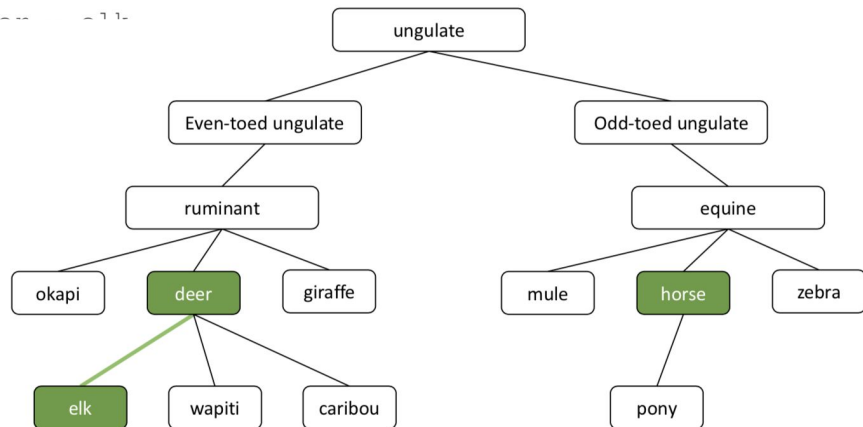 ungulate
Even-toed ungulate
Odd-toed ungulate
ruminant
equine
okapi
deer
giraffe
mule
horse
zebra
elk
wapiti
caribou
pony